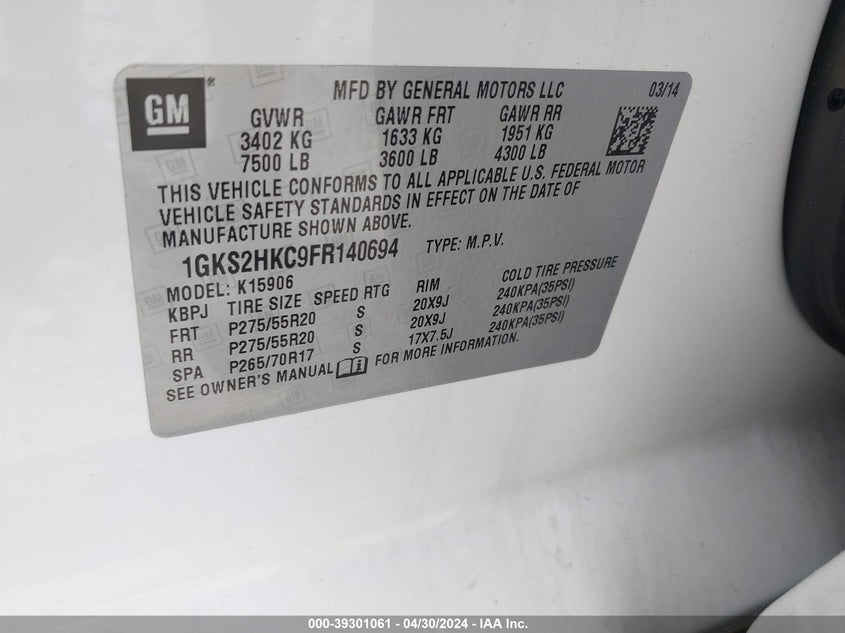 GM ®
MFD BY GENERAL MOTORS LLC 03/14
GVWR GAWR FRT GAWR RR
3402 KG 1633 KG 1951 KG
7500 LB 3600 LB 4300 LB
THIS VEHICLE CONFORMS TO ALL APPLICABLE U.S. FEDERAL MOTOR
VEHICLE SAFETY STANDARDS IN EFFECT ON THE DATE OF
MANUFACTURE SHOWN ABOVE.
1GKS2HKC9FR140694 TYPE: M.P.V.
MODEL: K15906
KBPJ TIRE SIZE SPEED RTG RIM COLD TIRE PRESSURE
FRT P275/55R20 S 20X9J 240KPA(35PSI)
RR P275/55R20 S 20X9J 240KPA(35PSI)
SPA P265/70R17 S 17X7.5J 240KPA(35PSI)
SEE OWNER'S MANUAL FOR MORE INFORMATION.
000-39301061 - 04/30/2024 - IAA Inc.